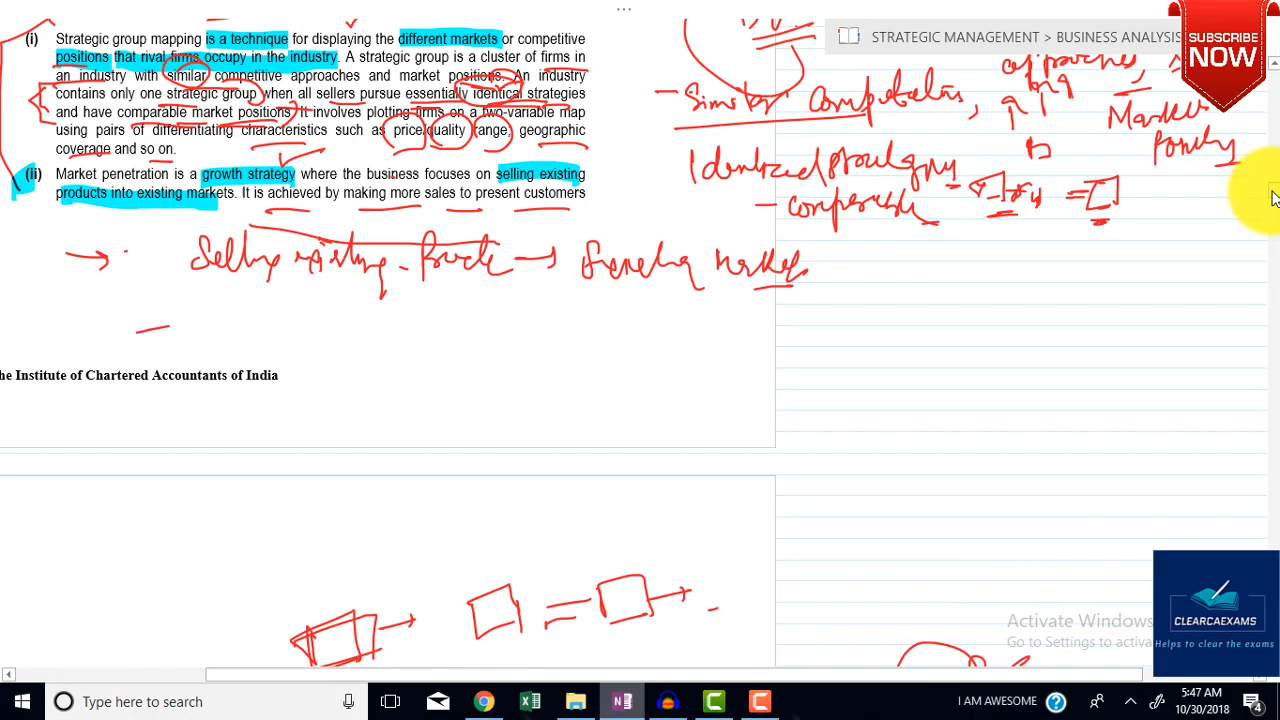 (i) Strategic group mapping is a technique for displaying the different markets or competitive
positions that rival firms occupy in the industry. A strategic group is a cluster of firms in
an industry with similar competitive approaches and market positions. An industry
contains only one strategic group when all sellers pursue essentially identical strategies
and have comparable market positions. It involves plotting firms on a two-variable map
using pairs of differentiating characteristics such as price/quality range, geographic
coverage and so on.
(ii) Market penetration is a growth strategy where the business focuses on selling existing
products into existing markets. It is achieved by making more sales to present customers
Selling existing
Market
he Institute of Chartered Accountants of India
STRATEGIC MANAGEMENT > BUSINESS ANALYSIS
SUBSCRIBE
NOW
approaches,
- Similar Competitors,
Market
- comparable
Activate Windows
Go to Settings to activa
CLEARCAEXAMS
Helps to clear the exams
Type here to search
I AM AWESOME
5:47 AM
10/30/2018
4